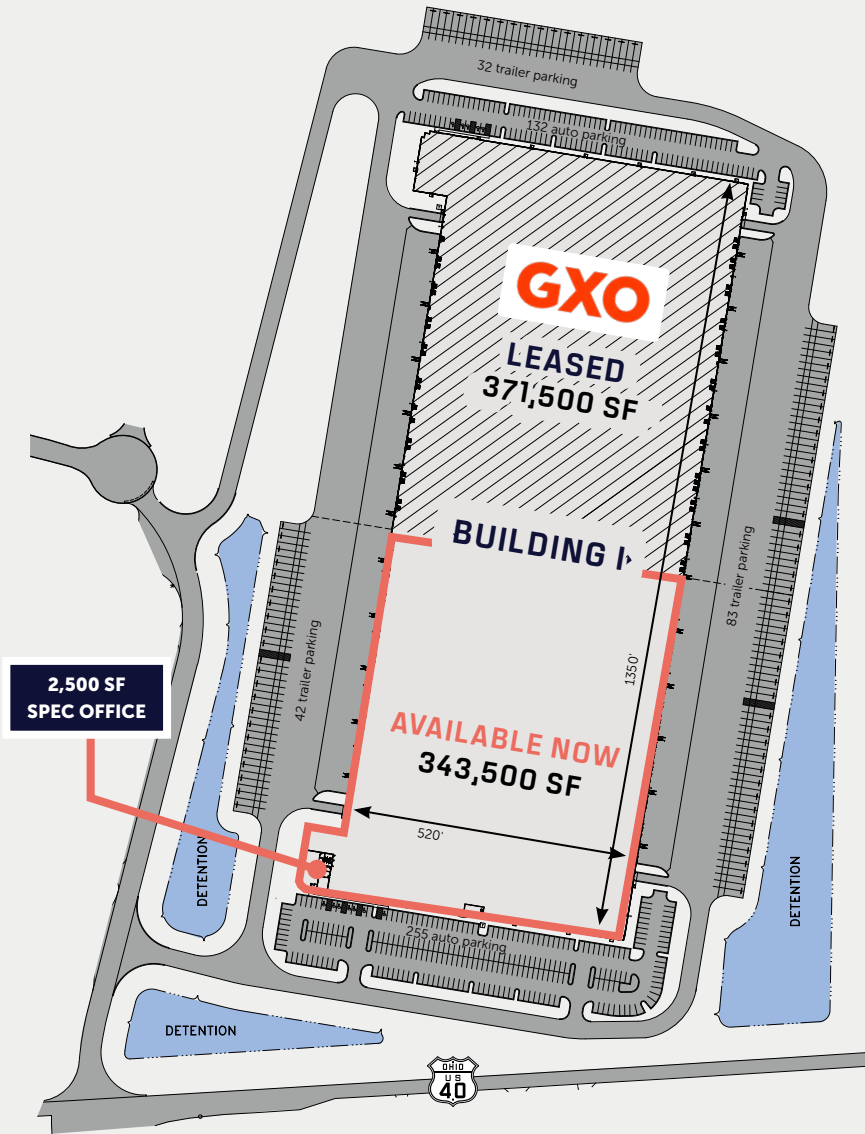 32 trailer parking
132 auto parking
GXO
LEASED
371,500 SF
BUILDING
83 trailer parking
42 trailer parking
1350'
2,500 SF
SPEC OFFICE
AVAILABLE NOW
343,500 SF
520'
DETENTION
DETENTION
255 auto parking
DETENTION
OHIO
US
40